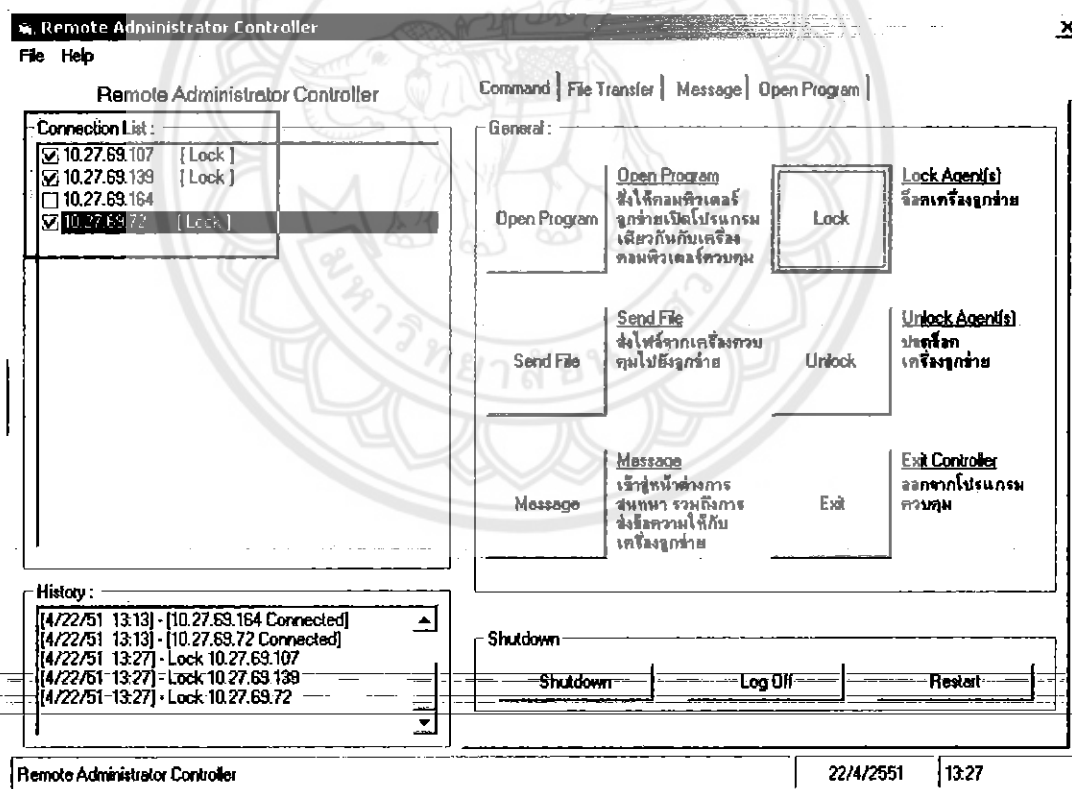 Remote Administrator Controller
File Help
Remote Administrator Controller
Command File Transfer Message Open Program
Connection List :
10.27.69.107 [ Lock ]
10.27.69.139 [ Lock ]
10.27.69.164
10.27.69.72 [ Lock ]
General :
Open Program
Open Program
สั่งให้คอมพิวเตอร์
ลูกข่ายเปิดโปรแกรม
เดียวกันกับเครื่อง
คอมพิวเตอร์ควบคุม
Lock
Lock Agent(s)
ล็อกเครื่องลูกข่าย
Send File
Send File
ส่งไฟล์จากเครื่องควบ
คุมไปยังลูกข่าย
Unlock
Unlock Agent(s)
ปลดล็อก
เครื่องลูกข่าย
Message
Message
เข้าสู่หน้าต่างการ
สนทนา รวมถึงการ
ส่งข้อความให้กับ
เครื่องลูกข่าย
Exit
Exit Controller
ออกจากโปรแกรม
ควบคุม
History :
[4/22/51 13:13] - [10.27.69.164 Connected]
[4/22/51 13:13] - [10.27.69.72 Connected]
[4/22/51 13:27] - Lock 10.27.69.107
[4/22/51 13:27] - Lock 10.27.69.139
[4/22/51 13:27] - Lock 10.27.69.72
Shutdown
Shutdown Log Off Restart
Remote Administrator Controller 22/4/2551 13:27